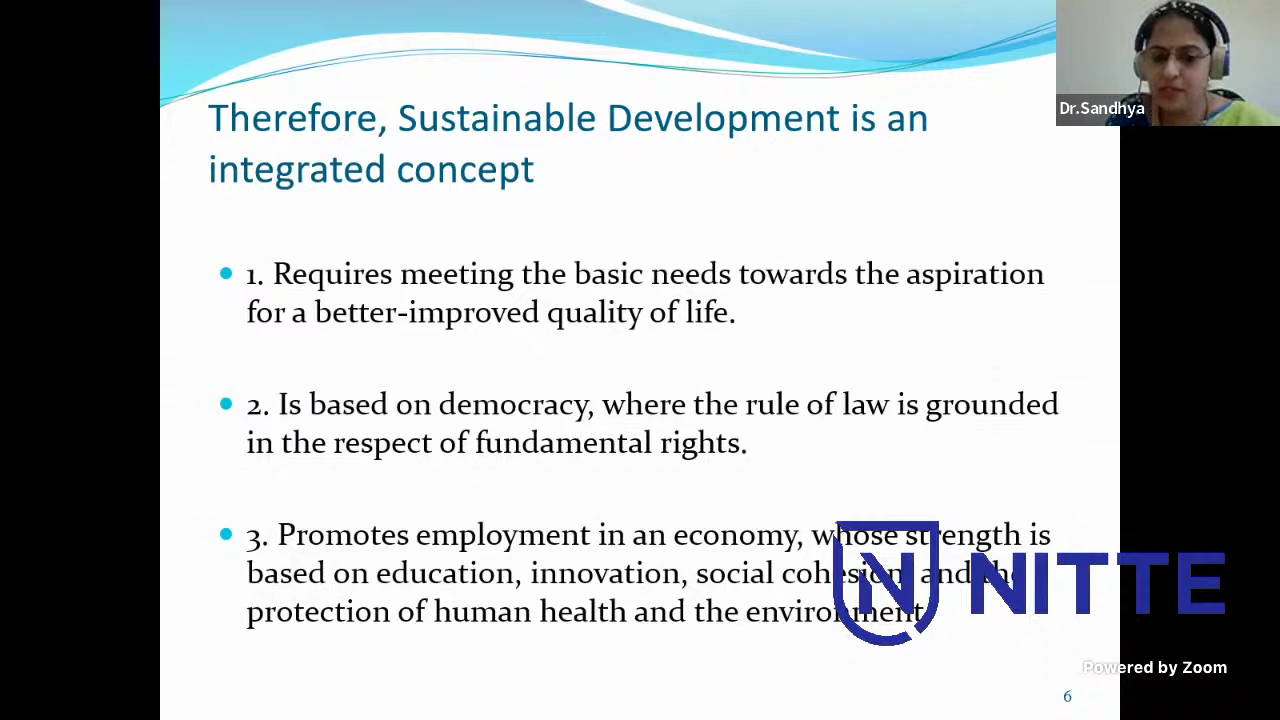 Dr.Sandhya
Therefore, Sustainable Development is an
integrated concept
1. Requires meeting the basic needs towards the aspiration
for a better-improved quality of life.
2. Is based on democracy, where the rule of law is grounded
in the respect of fundamental rights.
3. Promotes employment in an economy, whose strength is
based on education, innovation, social cohesion, and the
protection of human health and the environment
N NITTE
Powered by Zoom
6